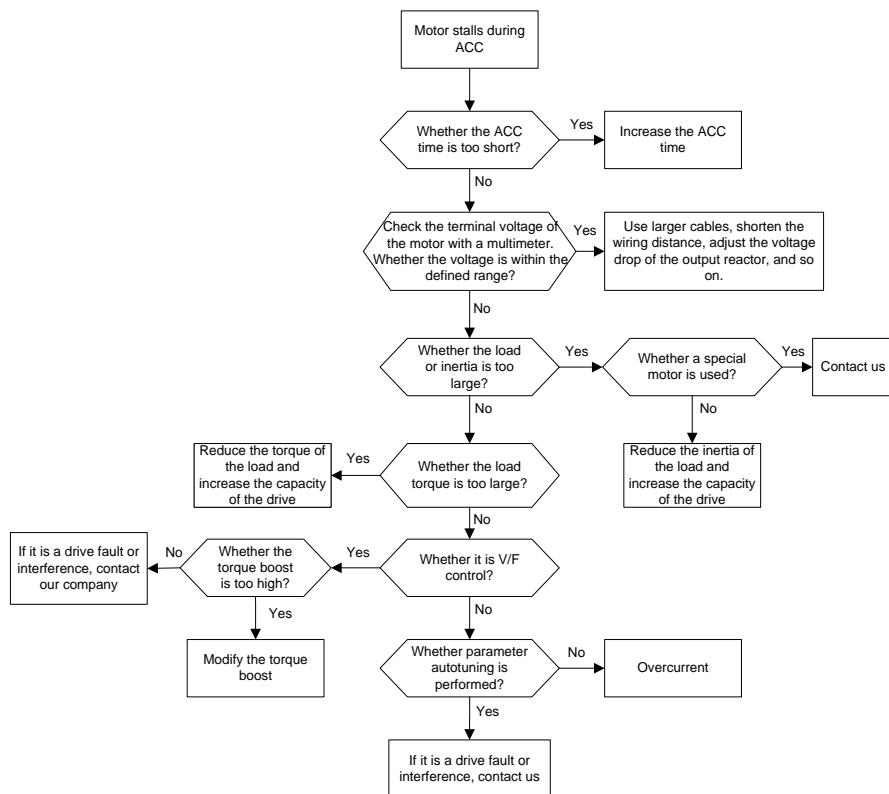 Motor stalls during
ACC
Whether the ACC
time is too short?
Yes
Increase the ACC
time
No
Check the terminal voltage of
the motor with a multimeter.
Whether the voltage is within the
defined range?
Yes
Use larger cables, shorten the
wiring distance, adjust the voltage
drop of the output reactor, and so
on.
No
Whether the load
or inertia is too
large?
Yes
Whether a special
motor is used?
Yes
Contact us
No
No
Reduce the torque of
the load and
increase the capacity
of the drive
Yes
Whether the load
torque is too large?
Reduce the inertia of
the load and
increase the capacity
of the drive
No
If it is a drive fault or
interference, contact
our company
No
Whether the
torque boost
is too high?
Yes
Whether it is V/F
control?
Yes
No
Modify the torque
boost
Whether parameter
autotuning is
performed?
No
Overcurrent
Yes
If it is a drive fault or
interference, contact us